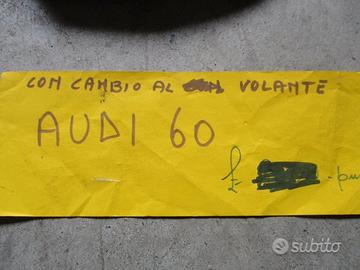 CON CAMBIO AL VOLANTE
AUDI 60
£
subito